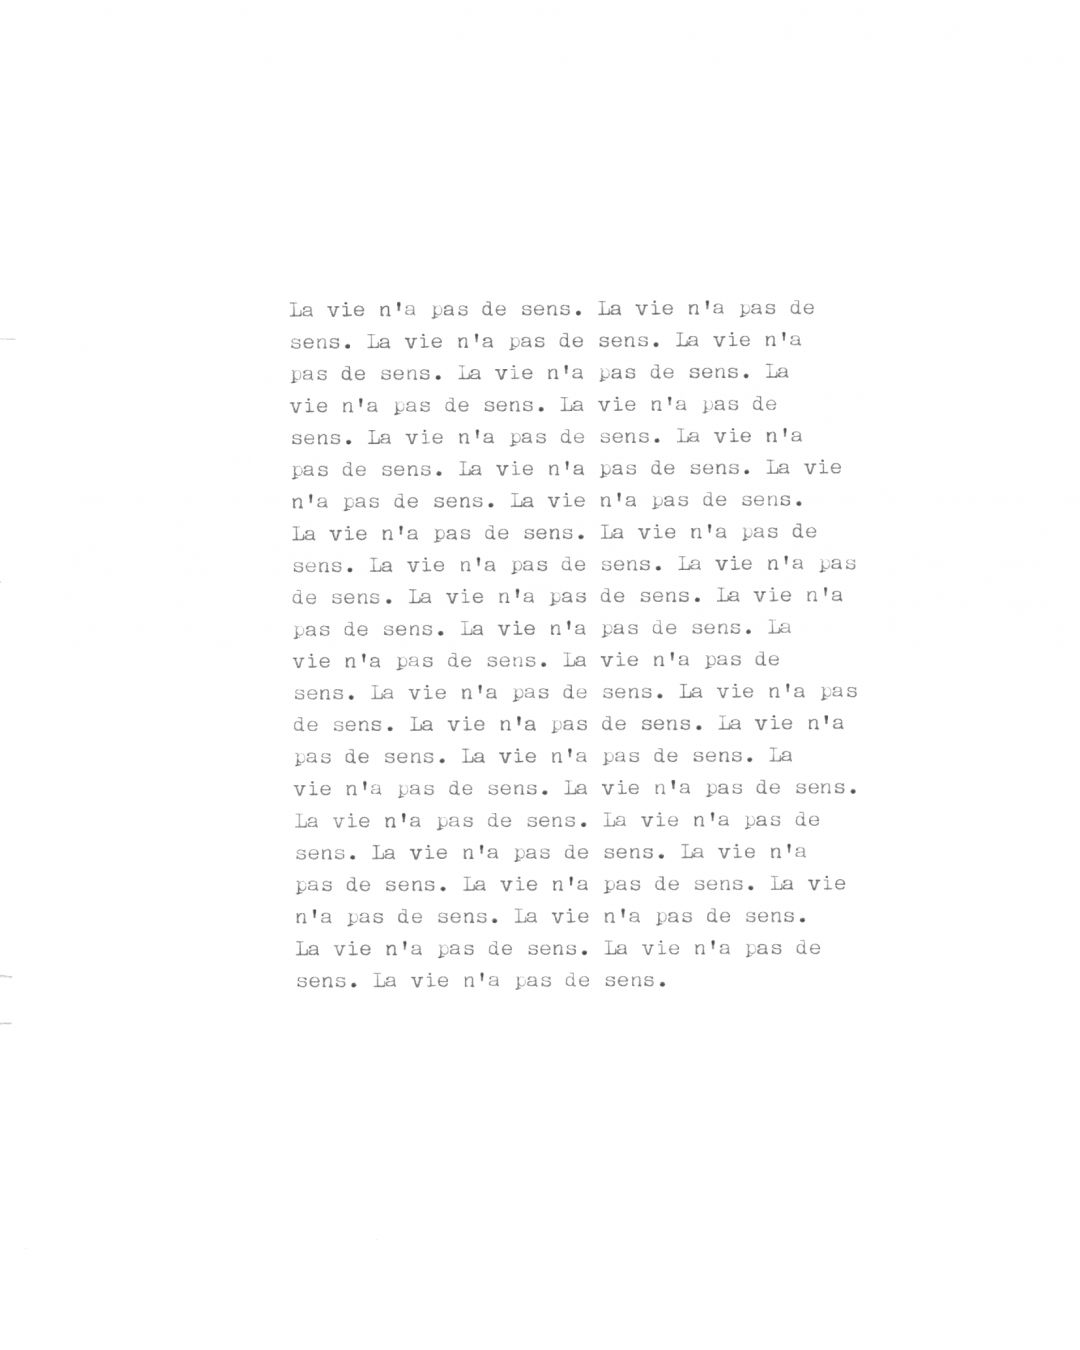 La vie n'a pas de sens. La vie n'a pas de
sens. La vie n'a pas de sens. La vie n'a
pas de sens. La vie n'a pas de sens. La
vie n'a pas de sens. La vie n'a pas de
sens. La vie n'a pas de sens. La vie n'a
pas de sens. La vie n'a pas de sens. La vie
n'a pas de sens. La vie n'a pas de sens.
La vie n'a pas de sens. La vie n'a pas de
sens. La vie n'a pas de sens. La vie n'a pas
de sens. La vie n'a pas de sens. La vie n'a
pas de sens. La vie n'a pas de sens. La
vie n'a pas de sens. La vie n'a pas de
sens. La vie n'a pas de sens. La vie n'a pas
de sens. La vie n'a pas de sens. La vie n'a
pas de sens. La vie n'a pas de sens. La
vie n'a pas de sens. La vie n'a pas de sens.
La vie n'a pas de sens. La vie n'a pas de
sens. La vie n'a pas de sens. La vie n'a
pas de sens. La vie n'a pas de sens. La vie
n'a pas de sens. La vie n'a pas de sens.
La vie n'a pas de sens. La vie n'a pas de
sens. La vie n'a pas de sens.